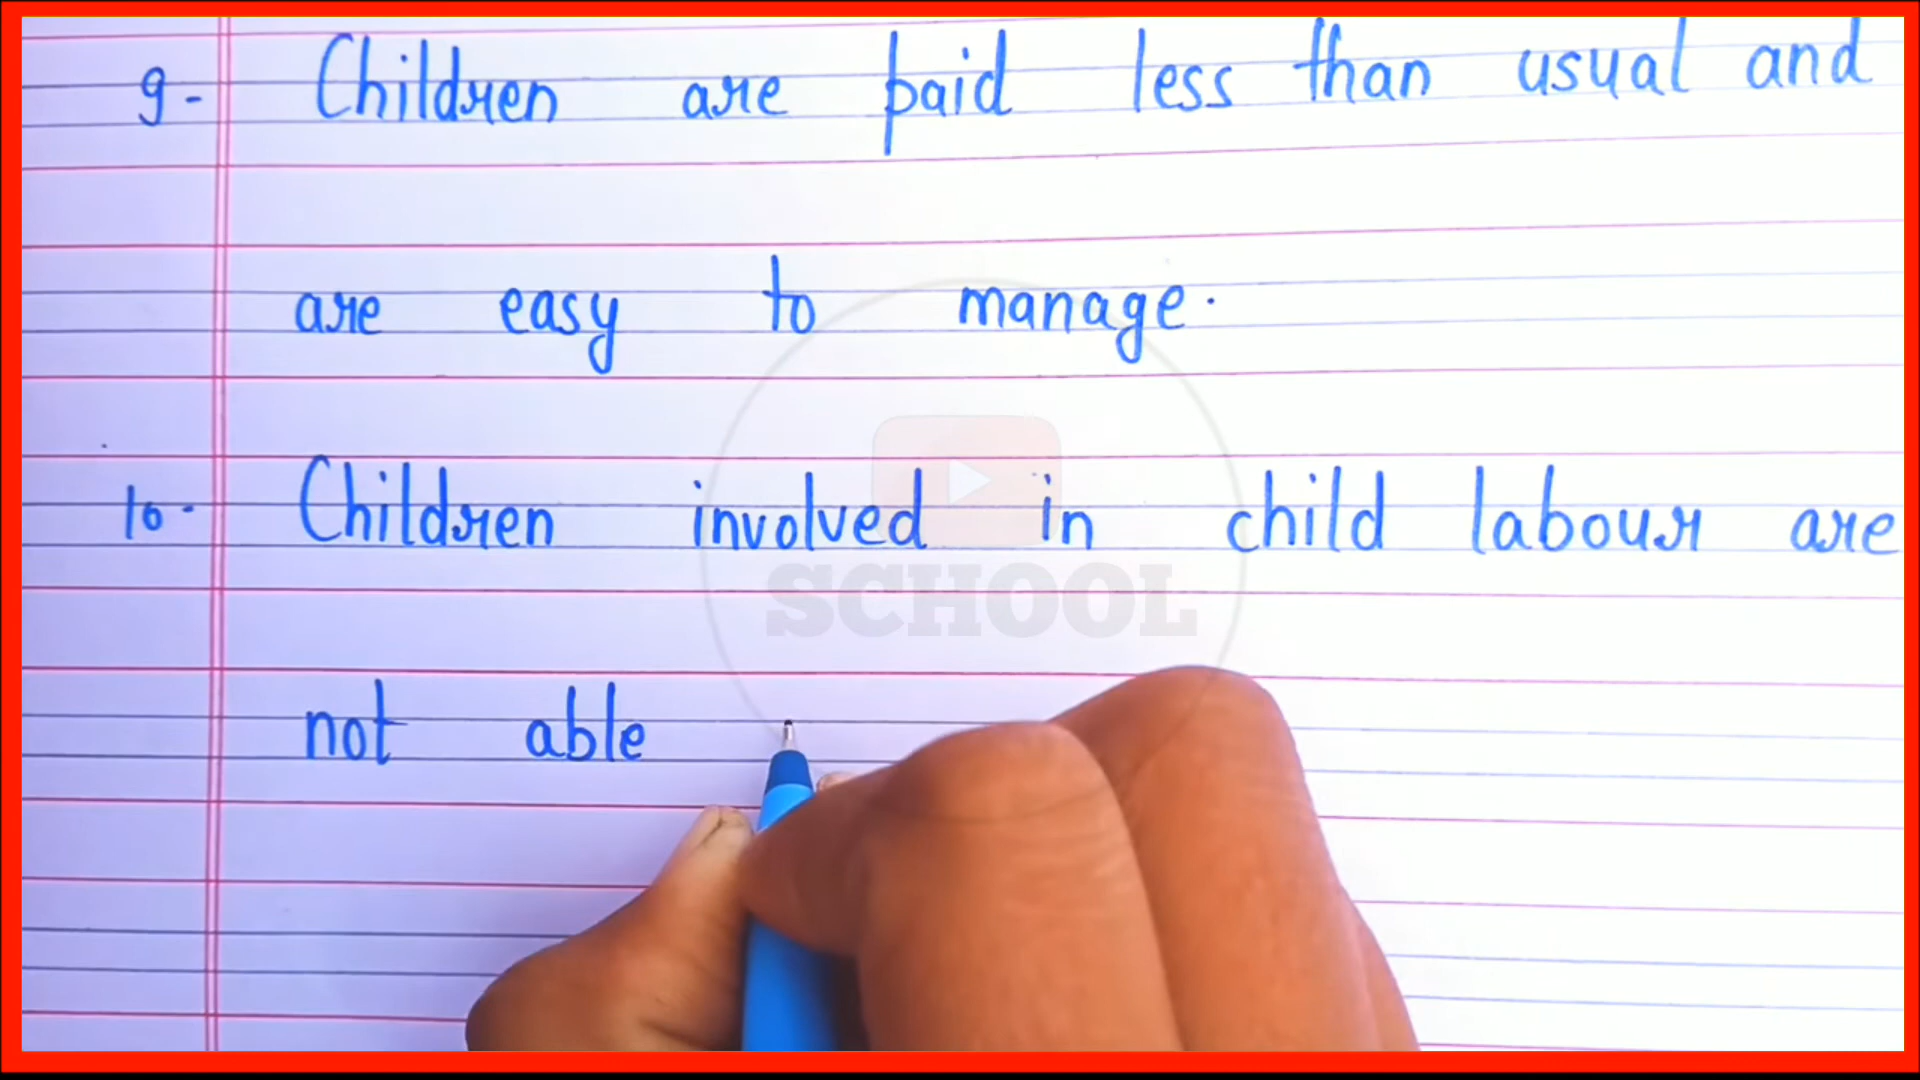 9- Children are paid less than usual and
are easy to manage.
10. Children involved in child labour are
SCHOOL
not able